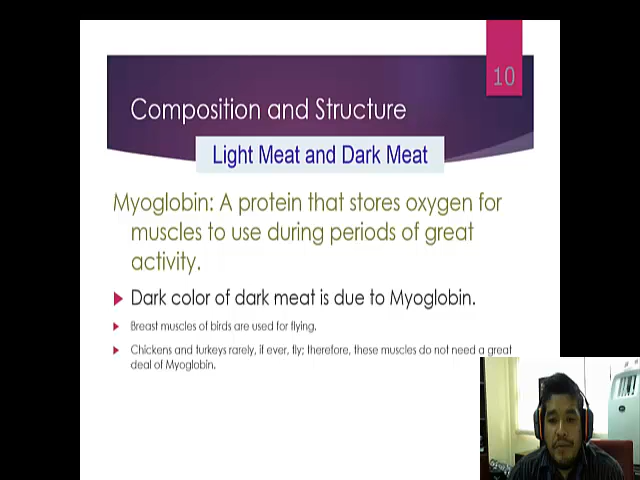 10
Composition and Structure
Light Meat and Dark Meat
Myoglobin: A protein that stores oxygen for
muscles to use during periods of great
activity.
Dark color of dark meat is due to Myoglobin.
Breast muscles of birds are used for flying.
Chickens and turkeys rarely, if ever, fly; therefore, these muscles do not need a great
deal of Myoglobin.